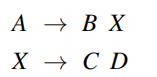 A → B X
X → C D